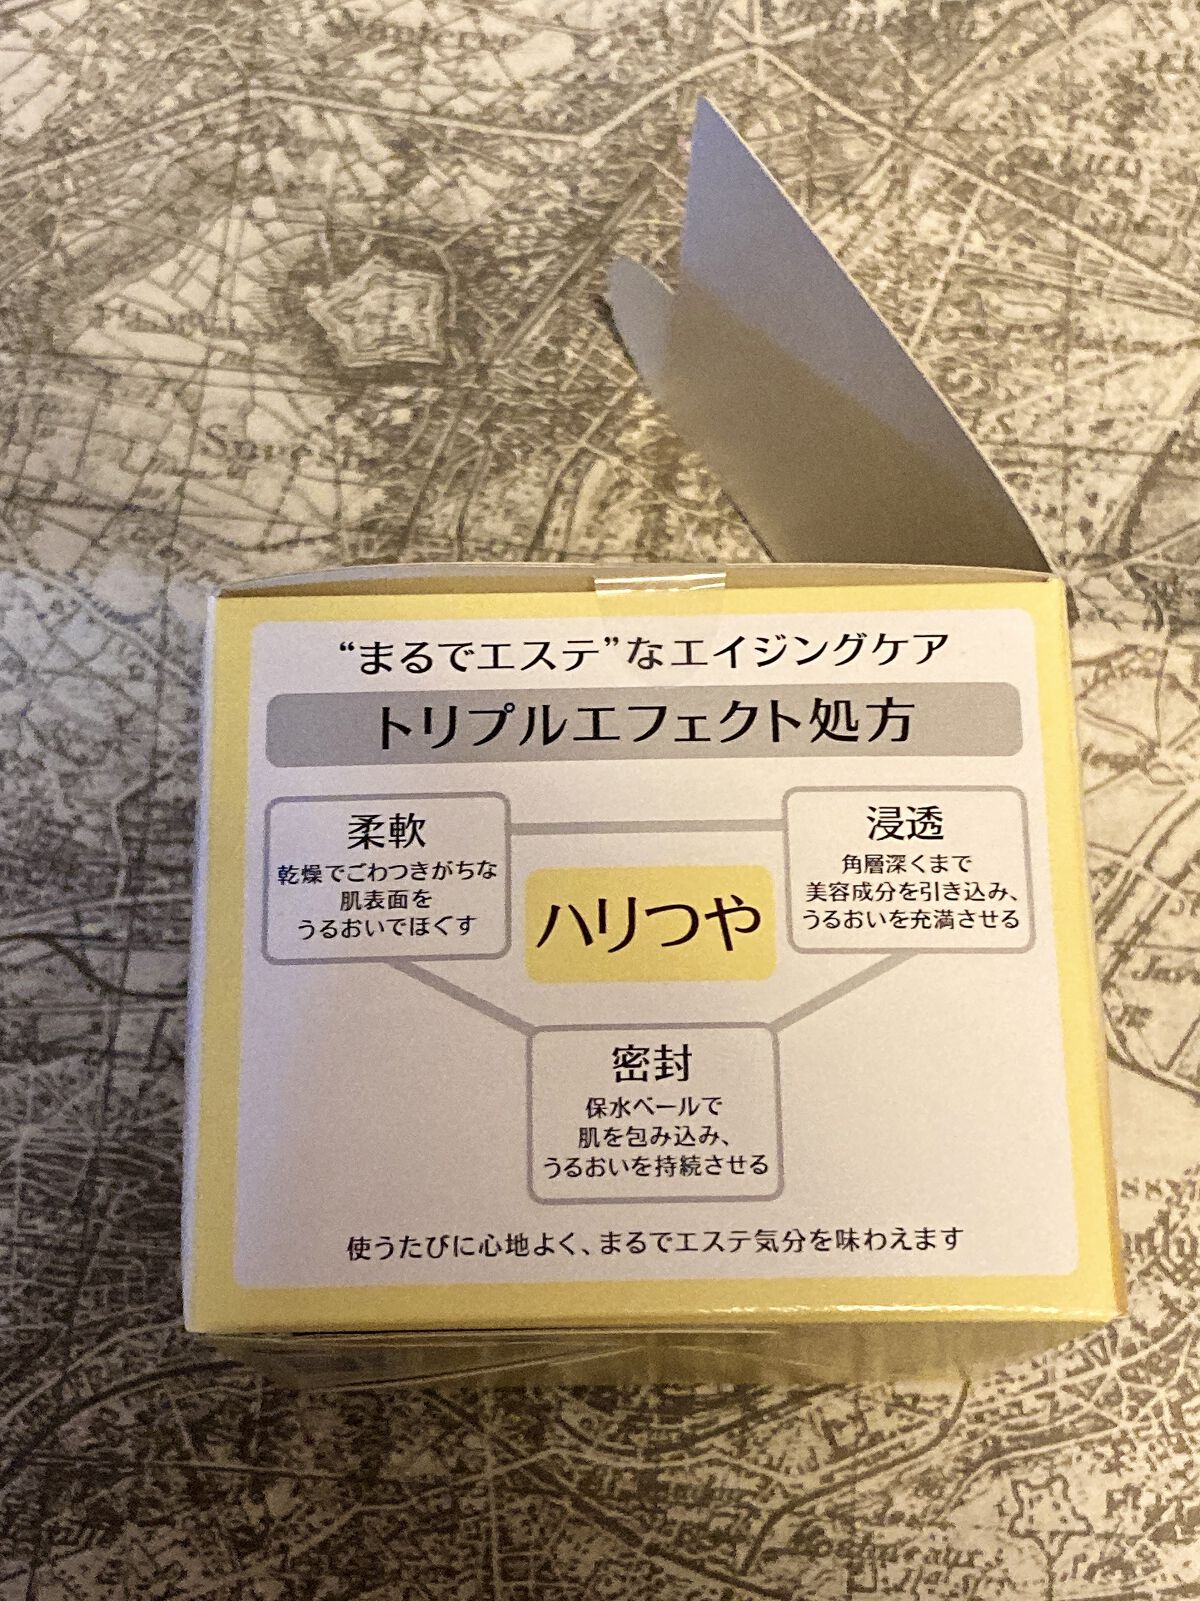 “まるでエステ”なエイジングケア
トリプルエフェクト処方
柔軟
乾燥でごわつきがちな
肌表面を
うるおいでほぐす
浸透
角層深くまで
美容成分を引き込み、
うるおいを充満させる
ハリつや
密封
保水ベールで
肌を包み込み、
うるおいを持続させる
使うたびに心地よく、まるでエステ気分を味わえます